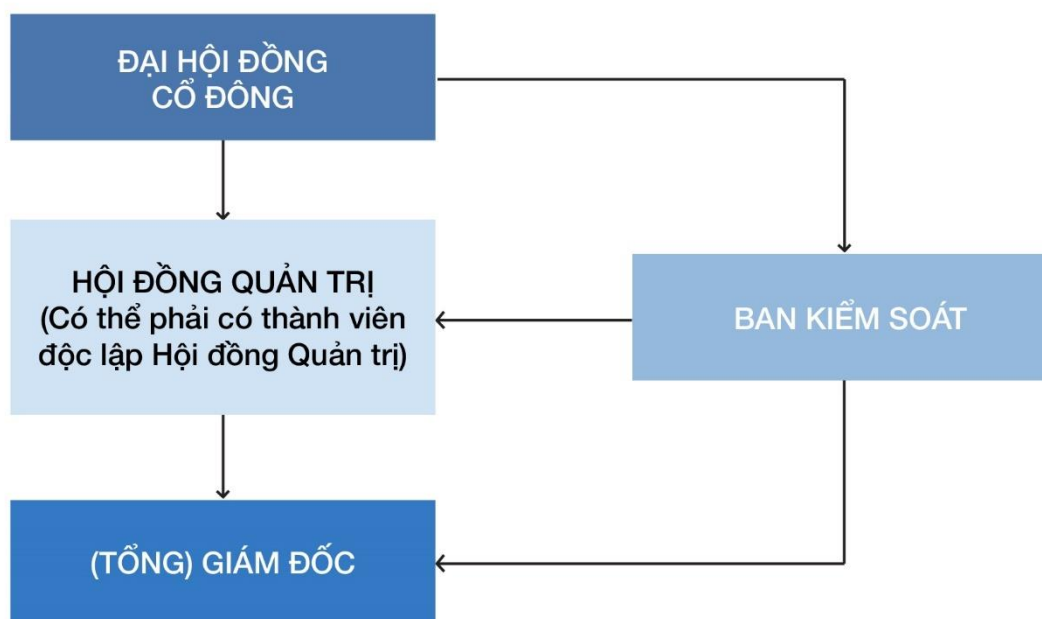 ĐẠI HỘI ĐỒNG
CỔ ĐÔNG
HỘI ĐỒNG QUẢN TRỊ
(Có thể phải có thành viên
độc lập Hội đồng Quản trị)
BAN KIỂM SOÁT
(TỔNG) GIÁM ĐỐC